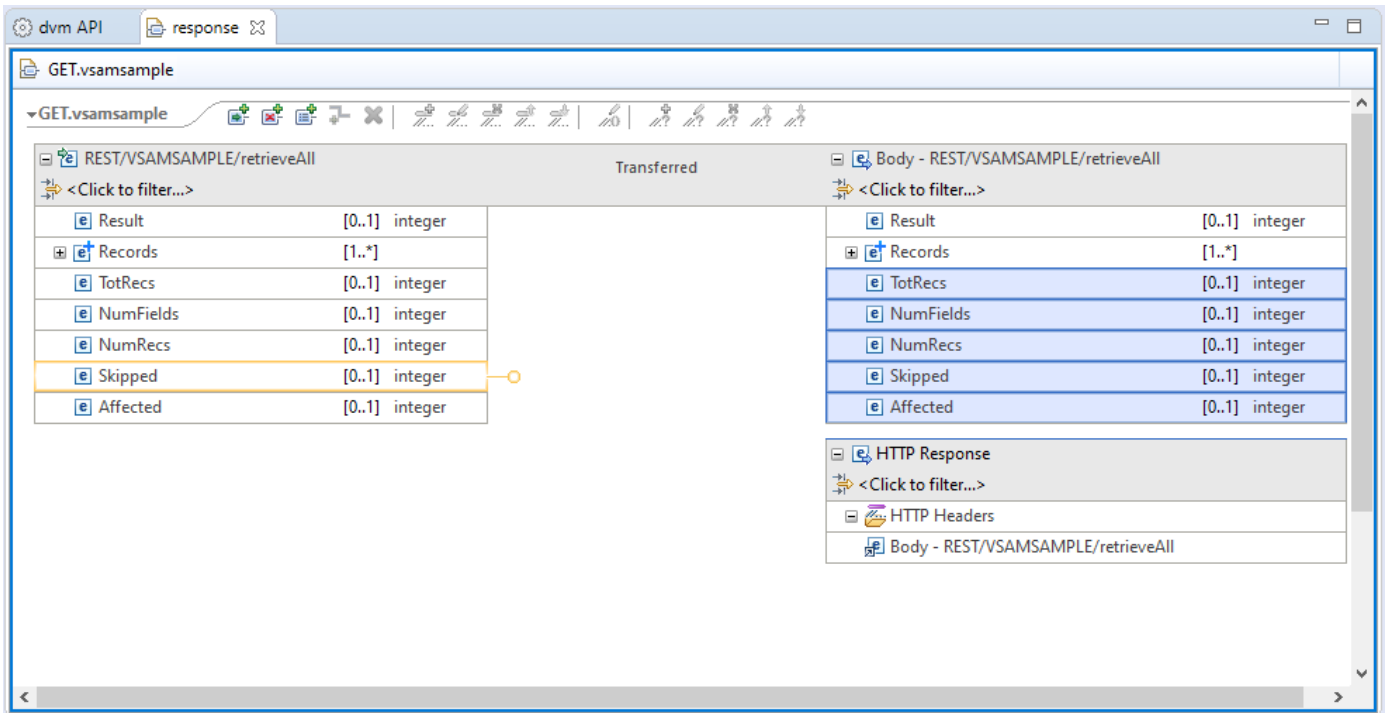 dvm API response
GET.vsamsample
GET.vsamsample
REST/VSAMSAMPLE/retrieveAll Transferred Body - REST/VSAMSAMPLE/retrieveAll
<Click to filter...> <Click to filter...>
Result [0..1] integer Result [0..1] integer
Records [1..*] Records [1..*]
TotRecs [0..1] integer TotRecs [0..1] integer
NumFields [0..1] integer NumFields [0..1] integer
NumRecs [0..1] integer NumRecs [0..1] integer
Skipped [0..1] integer Skipped [0..1] integer
Affected [0..1] integer Affected [0..1] integer
HTTP Response
<Click to filter...>
HTTP Headers
Body - REST/VSAMSAMPLE/retrieveAll